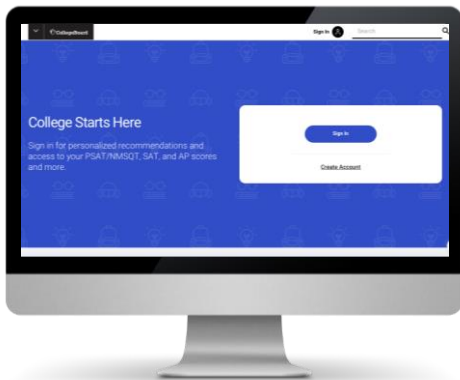 CollegeBoard
Sign In
Search
College Starts Here
Sign in for personalized recommendations and
access to your PSAT/NMSQT, SAT, and AP scores
and more.
Sign In
Create Account